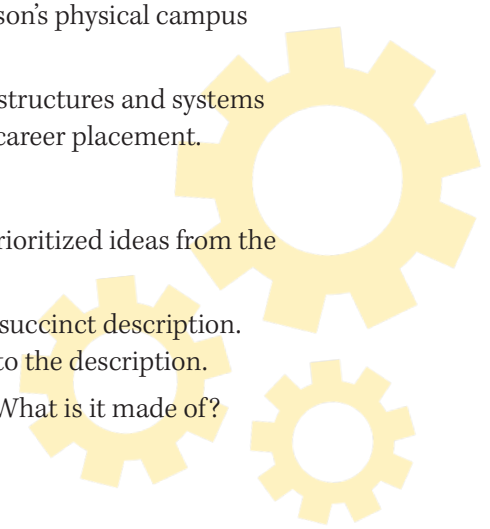 son’s physical campus
structures and systems
career placement.
rioritized ideas from the
succinct description.
to the description.
What is it made of?